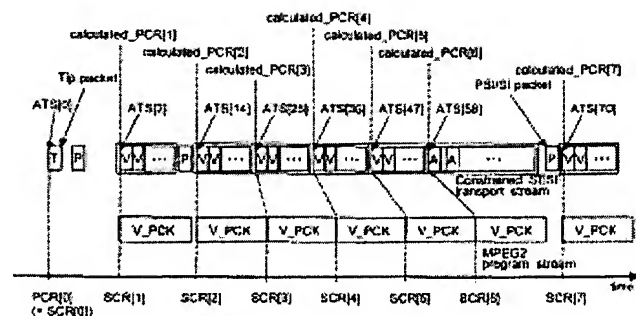 calculated_PCR[4]
calculated_PCR[1]
calculated_PCR[5]
calculated_PCR[2]
calculated_PCR[6]
calculated_PCR[3]
calculated_PCR[7]
Tip packet
PSI/SI packet
ATS[0]
ATS[3]
ATS[14]
ATS[25]
ATS[36]
ATS[47]
ATS[58]
ATS[70]
T P V V ... P V V ... V V ... V V ... V V ... A A ... P V V ...
Constrained SESF
transport stream
V_PCK V_PCK V_PCK V_PCK V_PCK V_PCK V_PCK
MPEG2
program stream
time
PCR[0] SCR[1] SCR[2] SCR[3] SCR[4] SCR[5] SCR[6] SCR[7]
(= SCR[0])